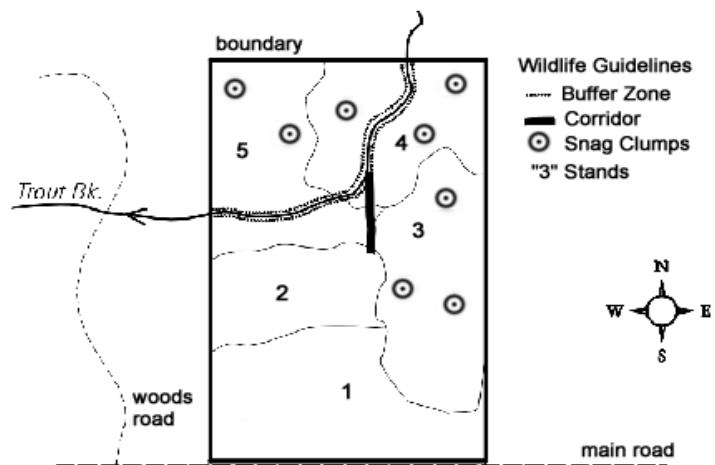 boundary
Wildlife Guidelines
Buffer Zone
Corridor
Snag Clumps
"3" Stands
5
4
Trout Bk.
3
2
N
W E
S
1
woods
road
main road